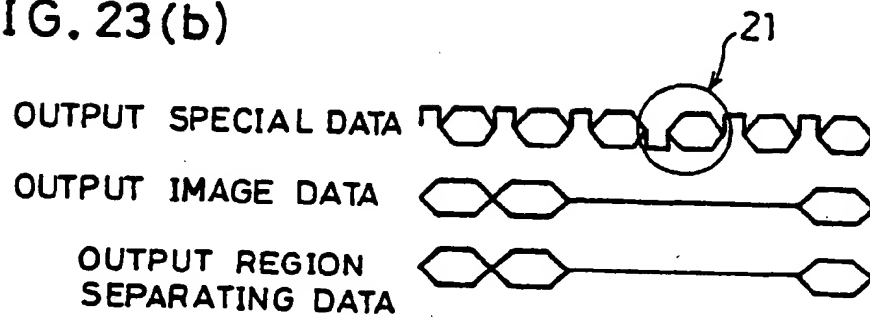 IG. 23(b)
21
OUTPUT SPECIAL DATA
OUTPUT IMAGE DATA
OUTPUT REGION
SEPARATING DATA